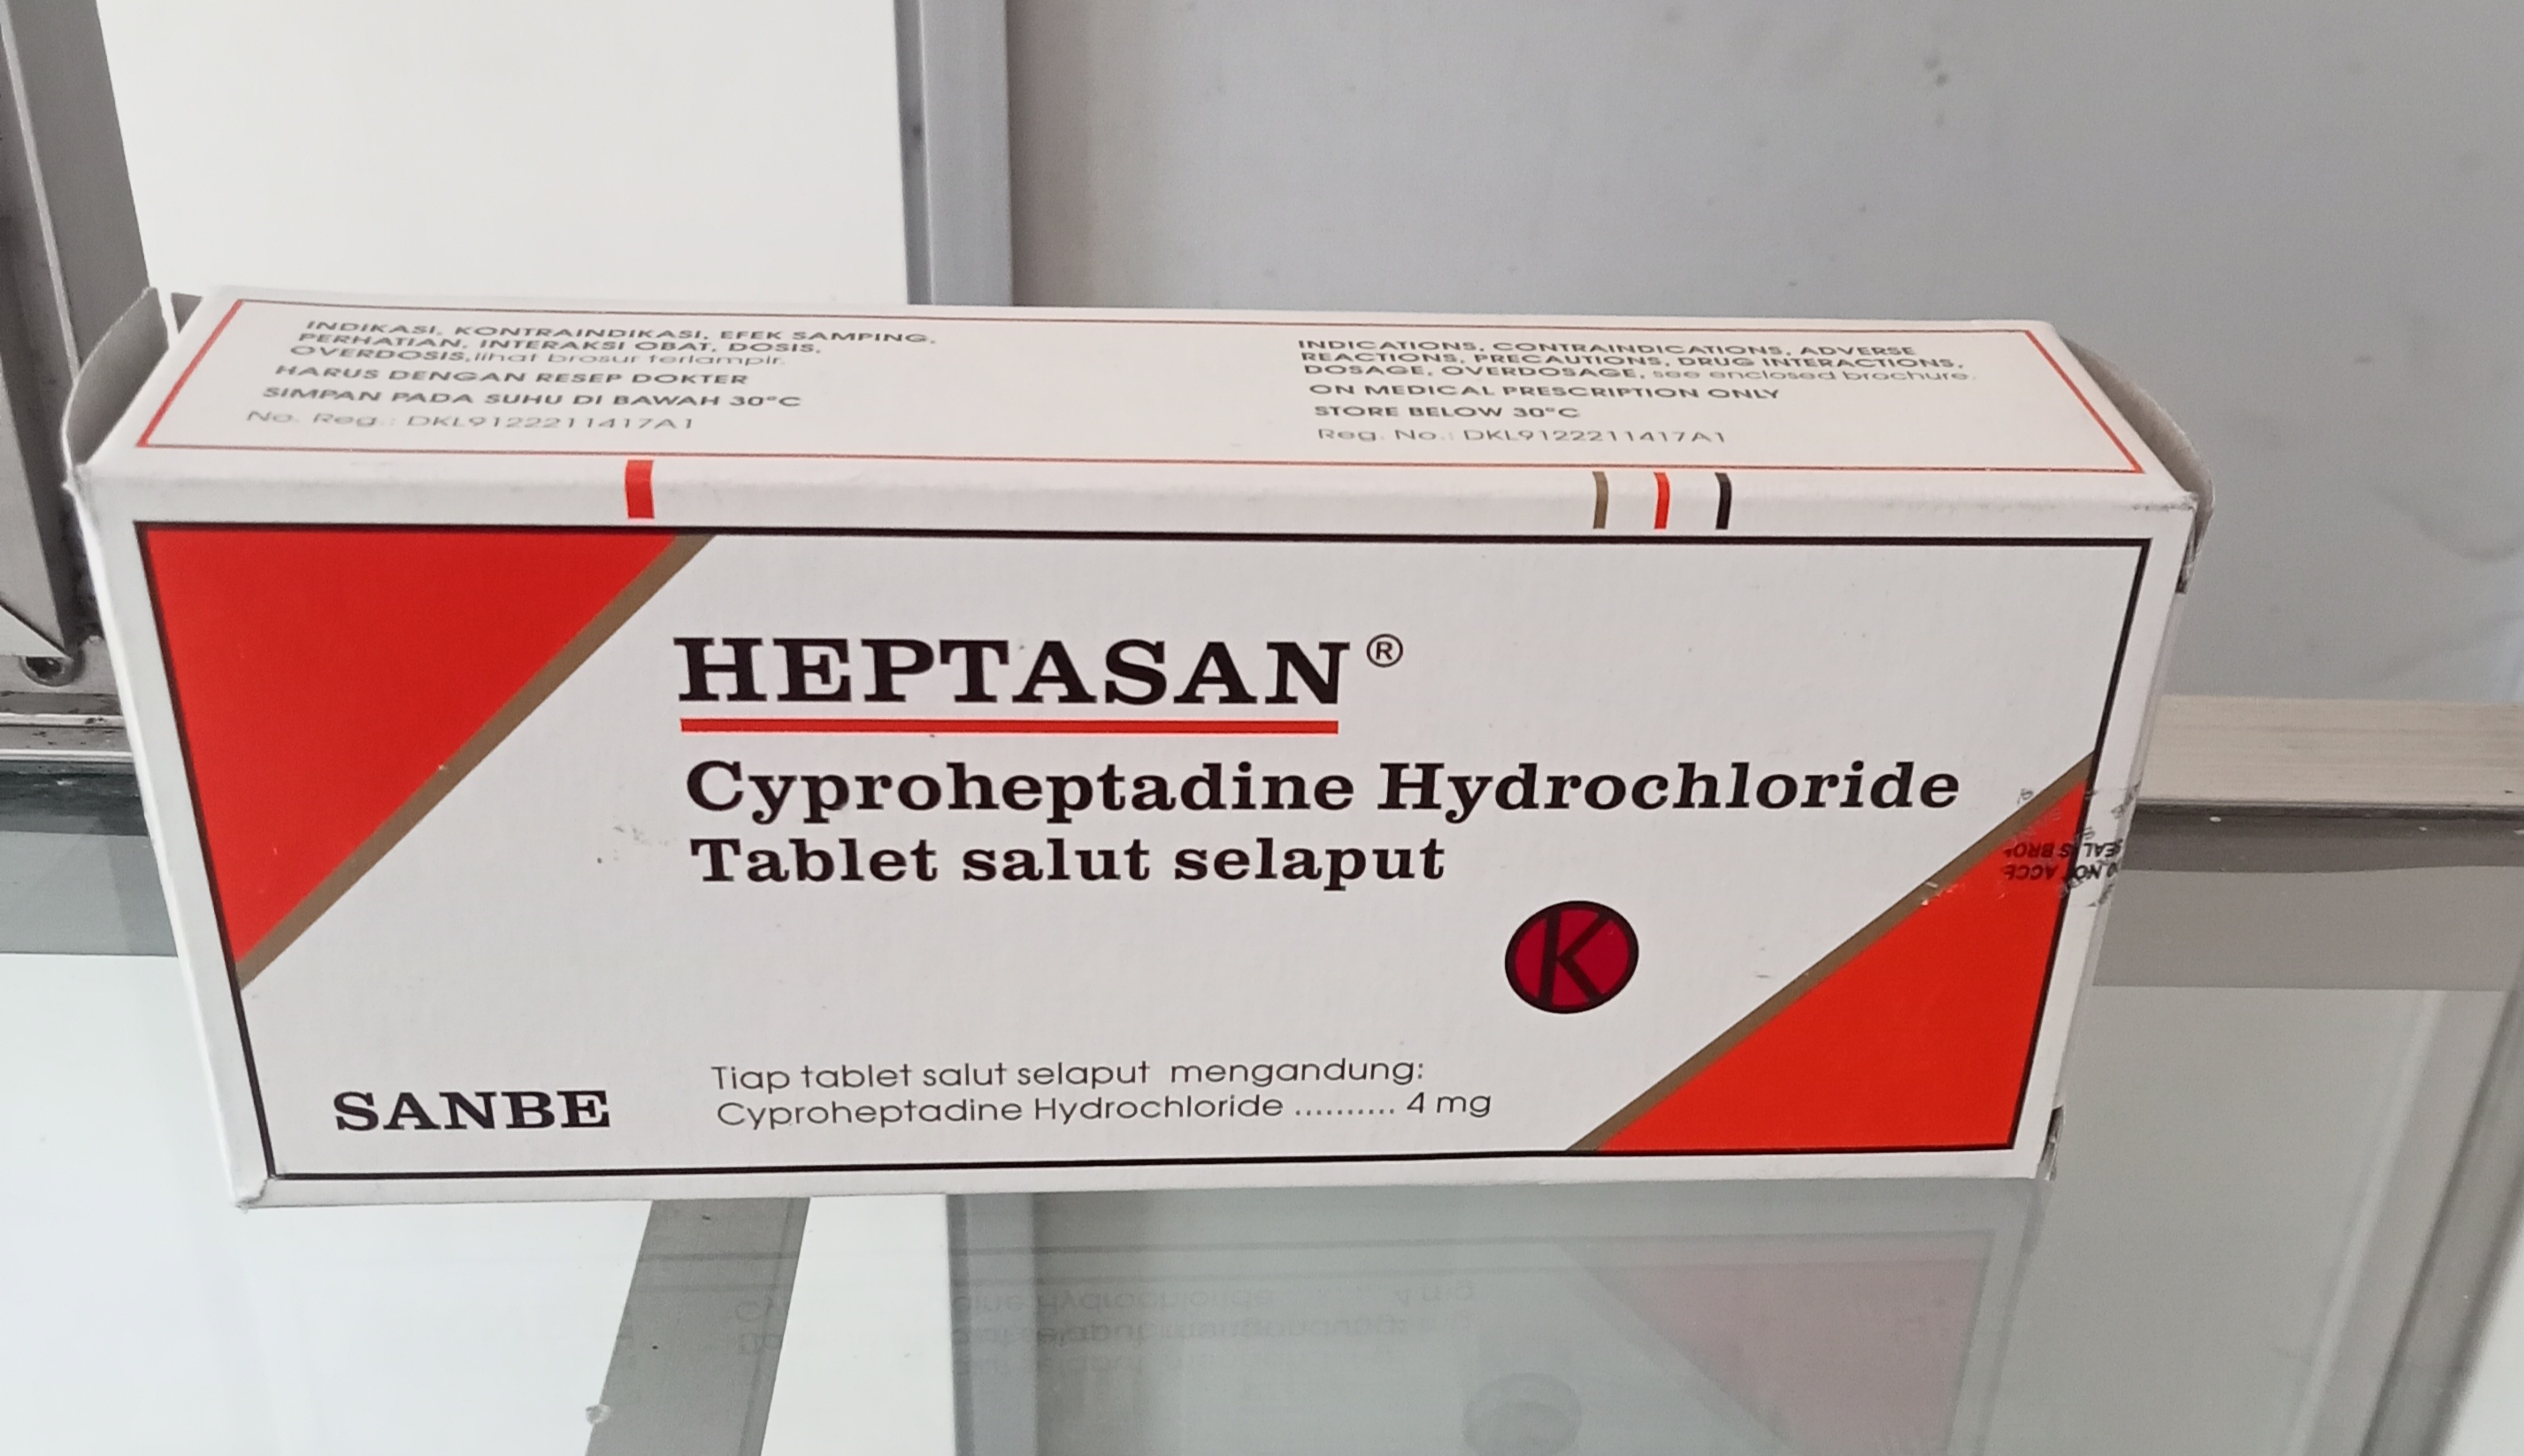 INDIKASI, KONTRAINDIKASI, EFEK SAMPING,
PERHATIAN, INTERAKSI OBAT, DOSIS,
OVERDOSIS, lihat brosur terlampir.
HARUS DENGAN RESEP DOKTER
SIMPAN PADA SUHU DI BAWAH 30°C
No. Reg.: DKL9122211417A1
INDICATIONS, CONTRAINDICATIONS, ADVERSE
REACTIONS, PRECAUTIONS, DRUG INTERACTIONS,
DOSAGE, OVERDOSAGE, see enclosed brochure.
ON MEDICAL PRESCRIPTION ONLY
STORE BELOW 30°C
Reg. No.: DKL9122211417A1
HEPTASAN®
Cyproheptadine Hydrochloride
Tablet salut selaput
K
SANBE
Tiap tablet salut selaput mengandung:
Cyproheptadine Hydrochloride .......... 4 mg